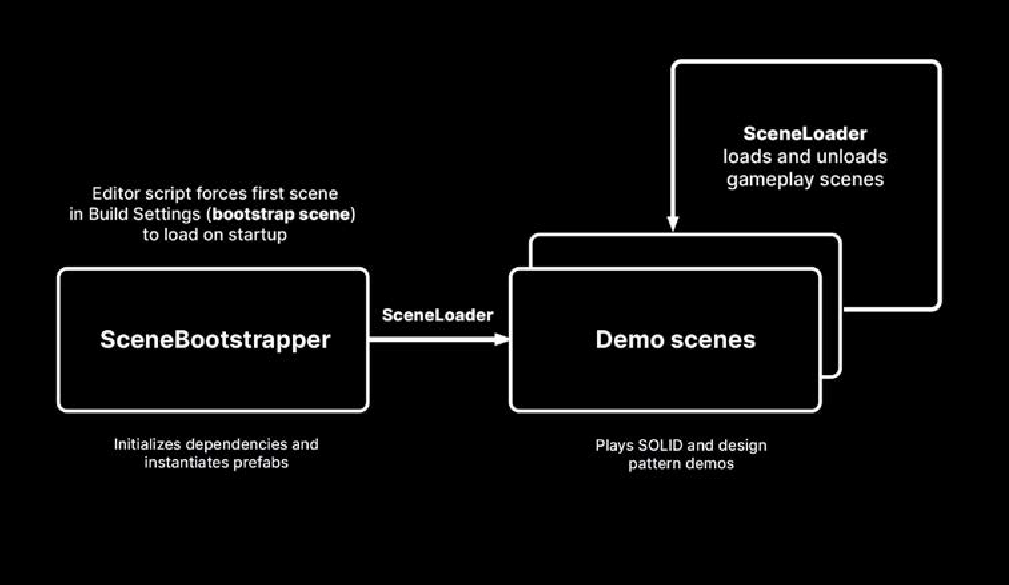 SceneLoader
loads and unloads
gameplay scenes
Editor script forces first scene
in Build Settings (bootstrap scene)
to load on startup
SceneBootstrapper
SceneLoader
Demo scenes
Initializes dependencies and
instantiates prefabs
Plays SOLID and design
pattern demos